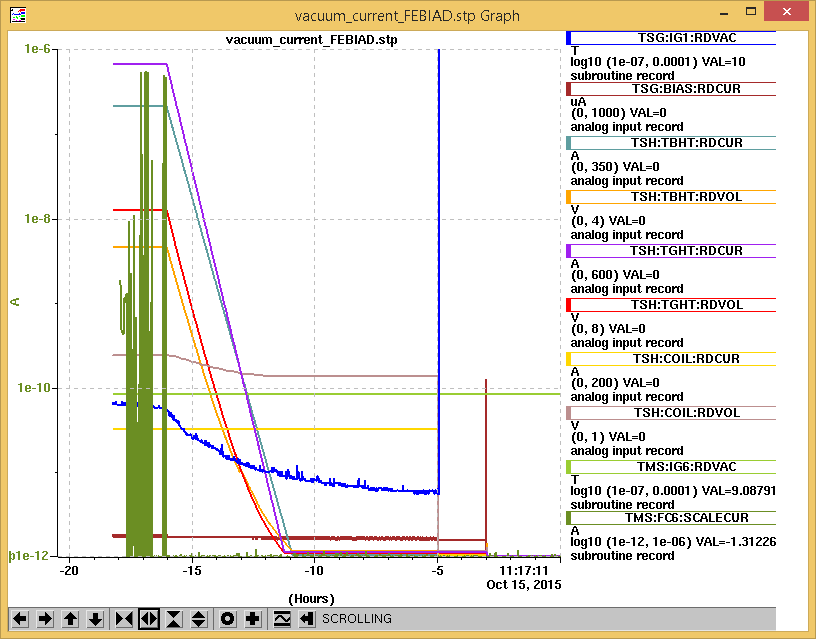 vacuum_current_FEBIAD.stp Graph
vacuum_current_FEBIAD.stp
1e-6
1e-8
A
1e-10
1e-12
-20
-15
-10
-5
11:17:11
Oct 15, 2015
(Hours)
TSG:IG1:RDVAC
T
log10 (1e-07, 0.0001) VAL=10
subroutine record
TSG:BIAS:RDCUR
uA
(0, 1000) VAL=0
analog input record
TSH:TBHT:RDCUR
A
(0, 350) VAL=0
analog input record
TSH:TBHT:RDVOL
V
(0, 4) VAL=0
analog input record
TSH:TGHT:RDCUR
A
(0, 600) VAL=0
analog input record
TSH:TGHT:RDVOL
V
(0, 8) VAL=0
analog input record
TSH:COIL:RDCUR
A
(0, 200) VAL=0
analog input record
TSH:COIL:RDVOL
V
(0, 1) VAL=0
analog input record
TMS:IG6:RDVAC
T
log10 (1e-07, 0.0001) VAL=9.08791
subroutine record
TMS:FC6:SCALECUR
A
log10 (1e-12, 1e-06) VAL=-1.31226
subroutine record
SCROLLING